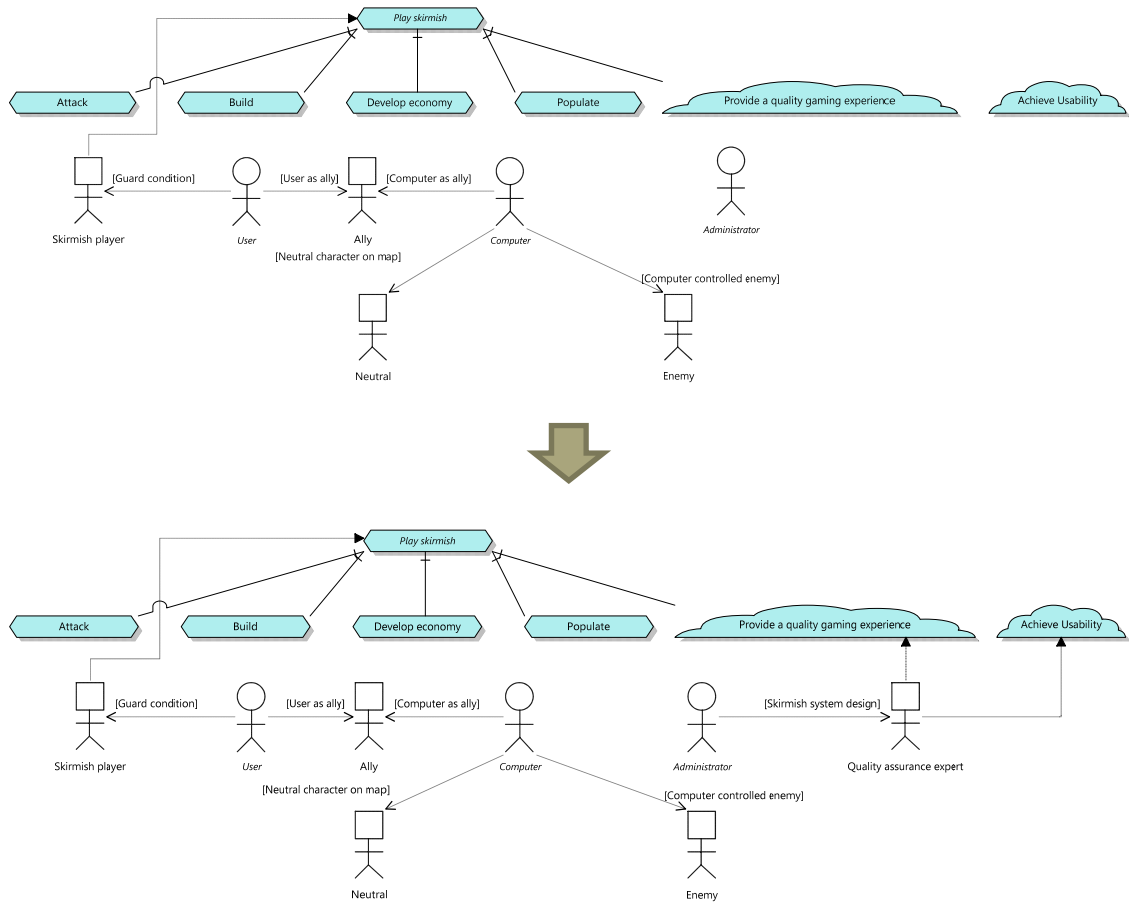 Play skirmish
Attack
Build
Develop economy
Populate
Provide a quality gaming experience
Achieve Usability
[Guard condition]
[User as ally]
[Computer as ally]
Skirmish player
User
Ally
Computer
Administrator
[Neutral character on map]
[Computer controlled enemy]
Neutral
Enemy
Play skirmish
Attack
Build
Develop economy
Populate
Provide a quality gaming experience
Achieve Usability
[Guard condition]
[User as ally]
[Computer as ally]
[Skirmish system design]
Skirmish player
User
Ally
Computer
Administrator
Quality assurance expert
[Neutral character on map]
[Computer controlled enemy]
Neutral
Enemy